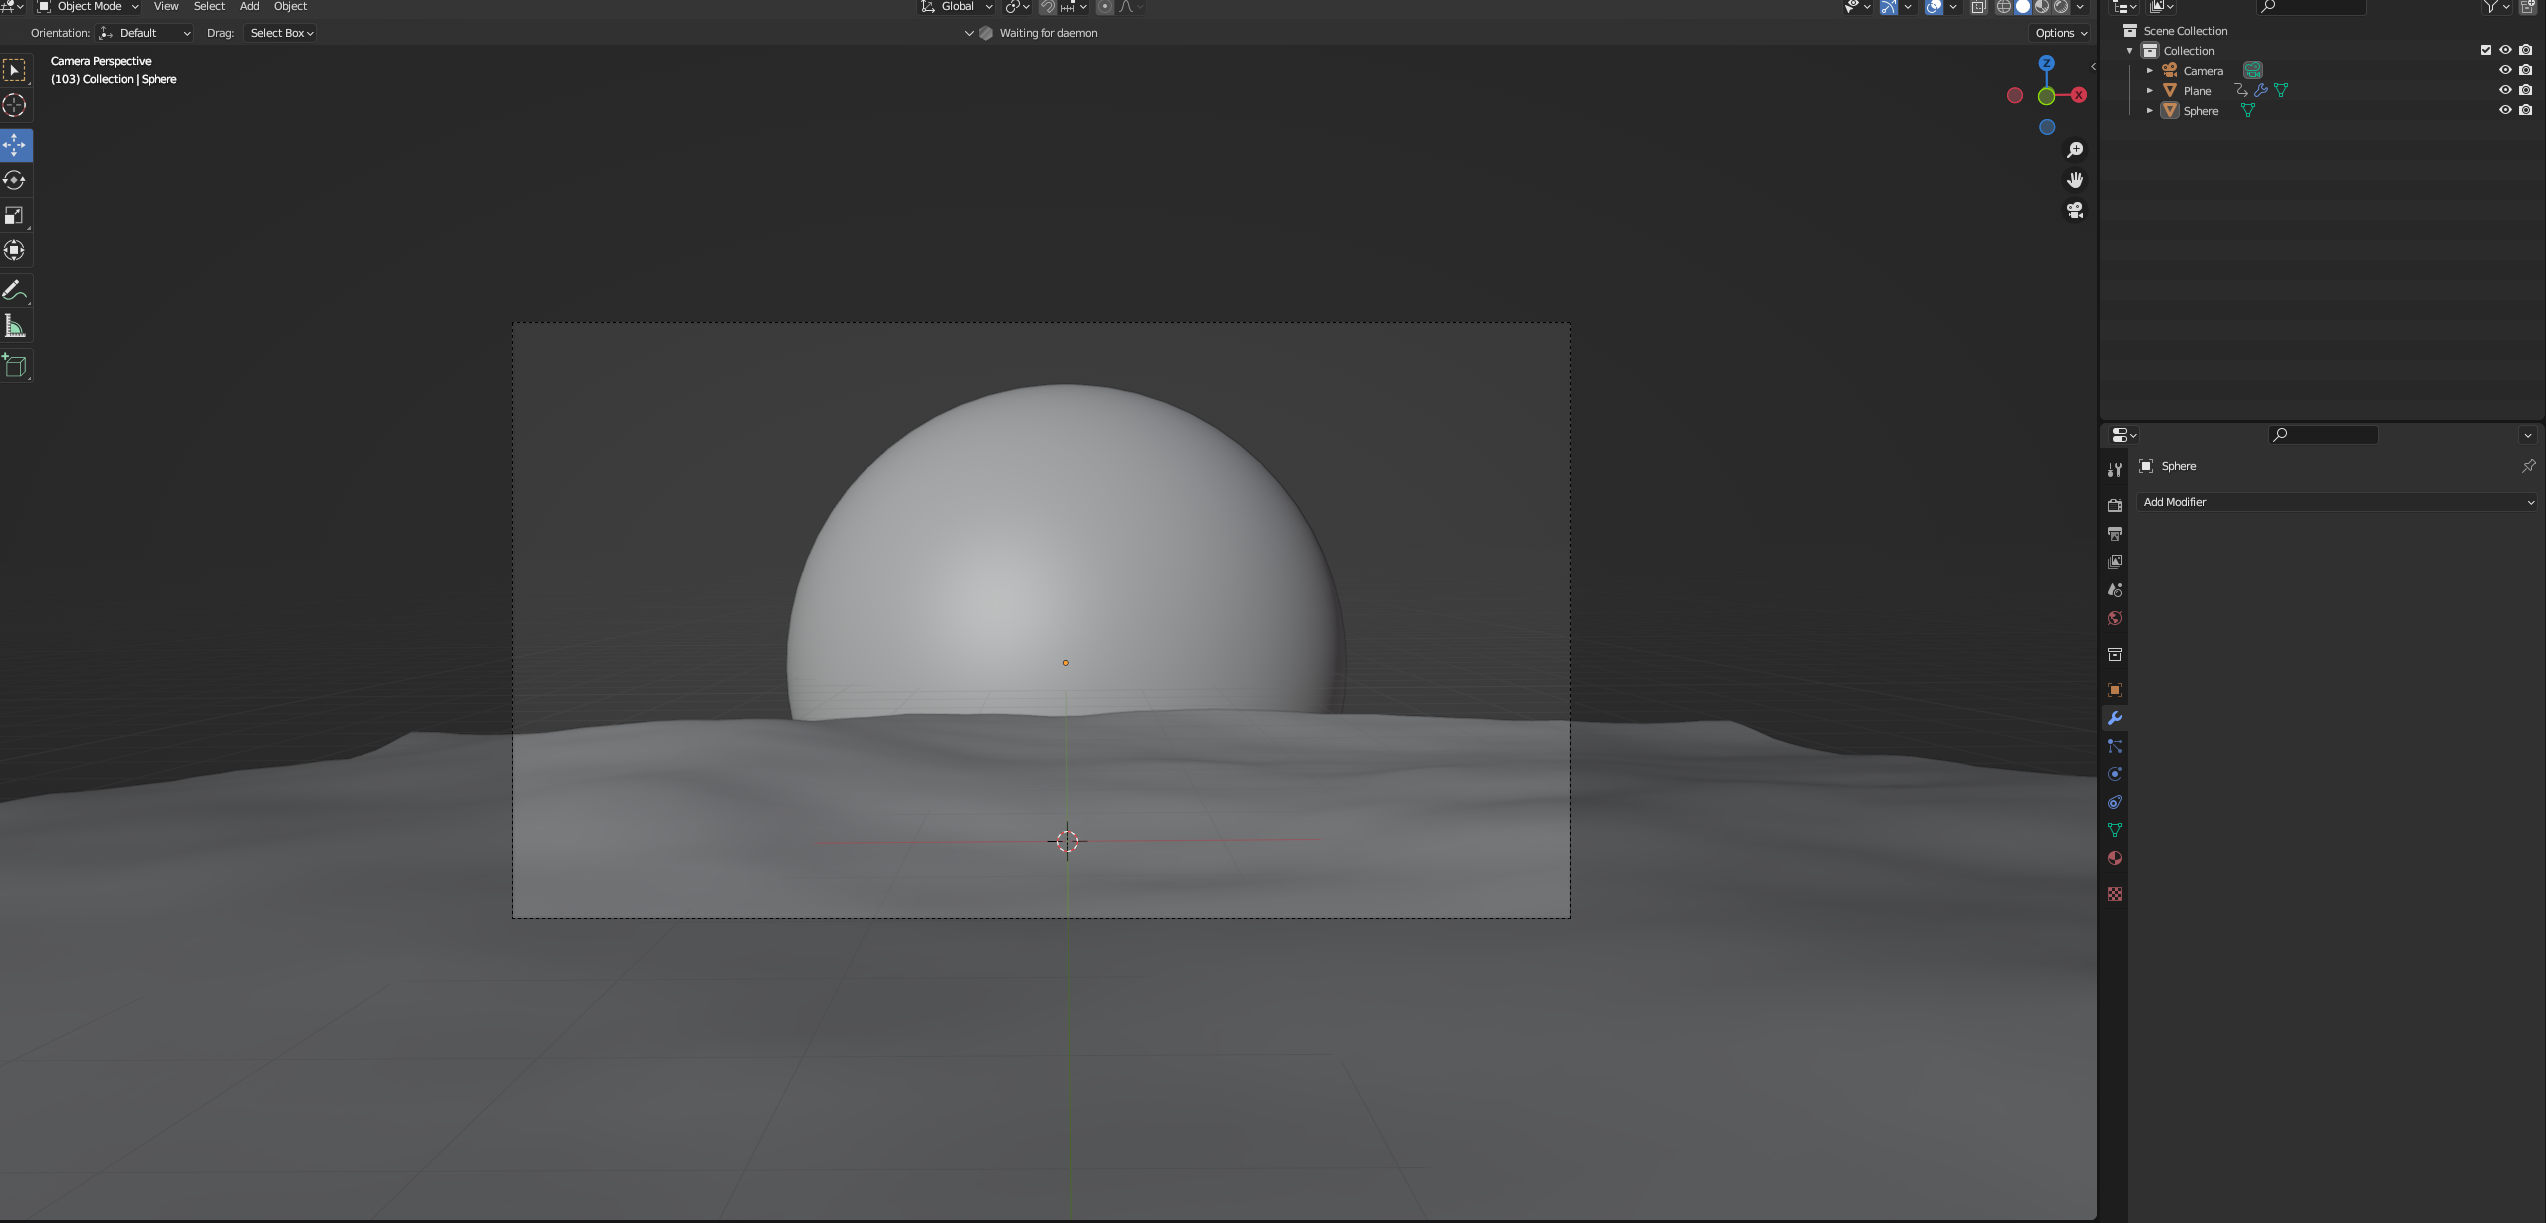 Object Mode View Select Add Object Global
Orientation: Default Drag: Select Box Waiting for daemon Options
Camera Perspective
(103) Collection | Sphere
Z
X
Scene Collection
Collection
Camera
Plane
Sphere
Sphere
Add Modifier